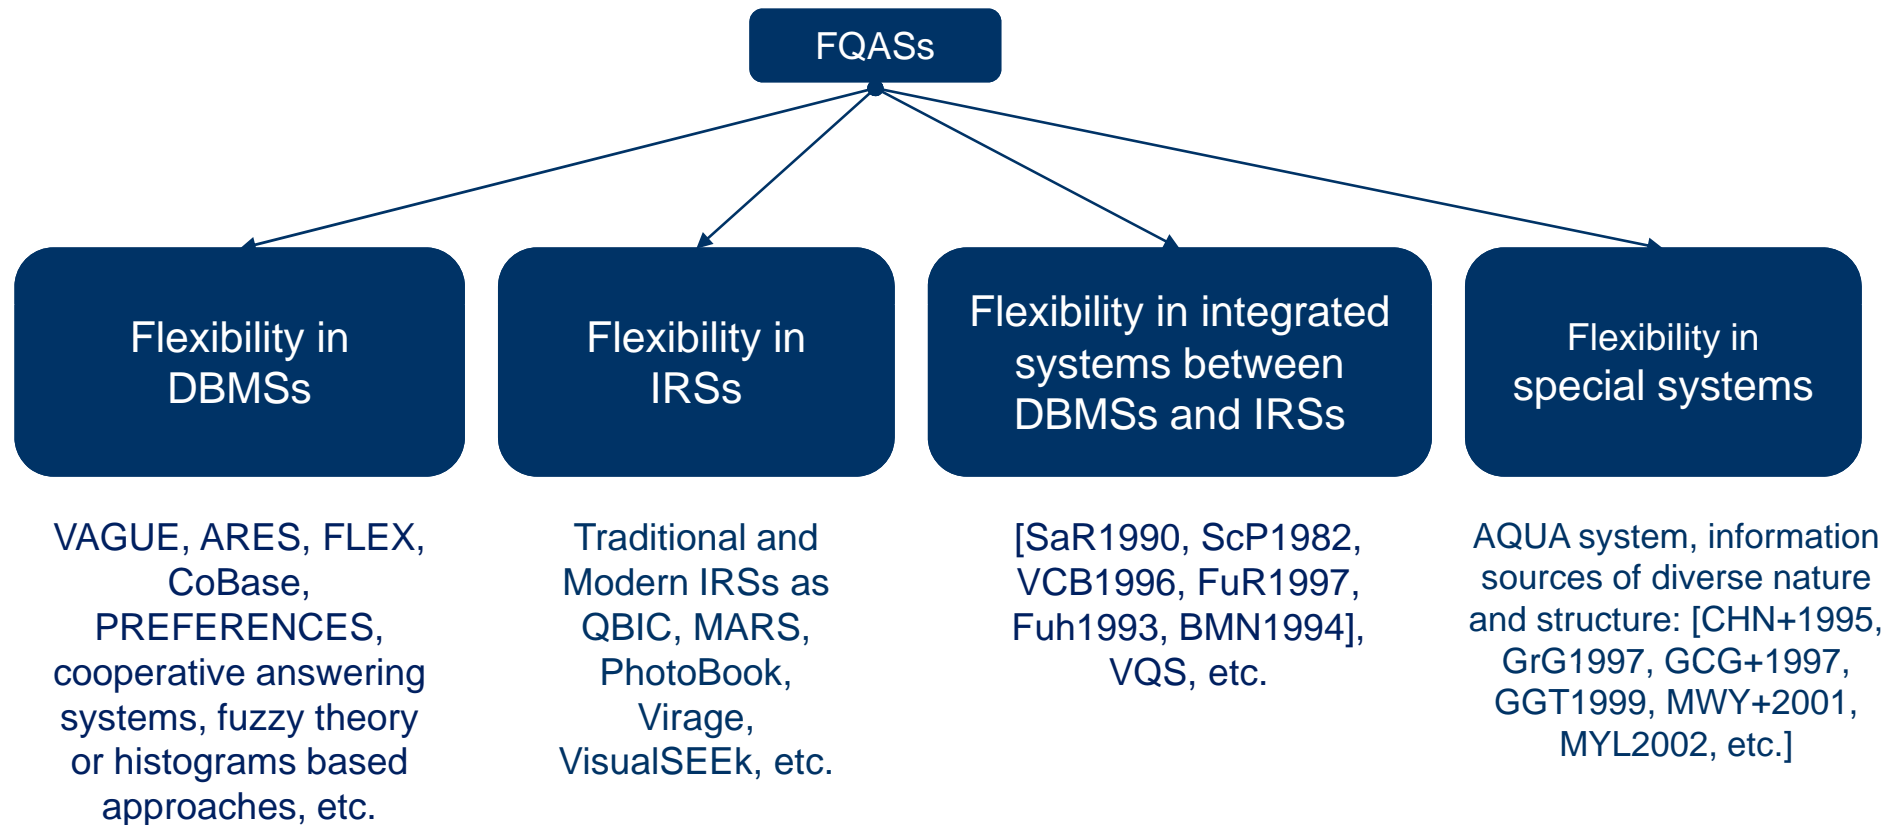 FQASs
Flexibility in
DBMSs
Flexibility in
IRSs
Flexibility in integrated
systems between
DBMSs and IRSs
Flexibility in
special systems
VAGUE, ARES, FLEX,
CoBase,
PREFERENCES,
cooperative answering
systems, fuzzy theory
or histograms based
approaches, etc.
Traditional and
Modern IRSs as
QBIC, MARS,
PhotoBook,
Virage,
VisualSEEk, etc.
[SaR1990, ScP1982,
VCB1996, FuR1997,
Fuh1993, BMN1994],
VQS, etc.
AQUA system, information
sources of diverse nature
and structure: [CHN+1995,
GrG1997, GCG+1997,
GGT1999, MWY+2001,
MYL2002, etc.]